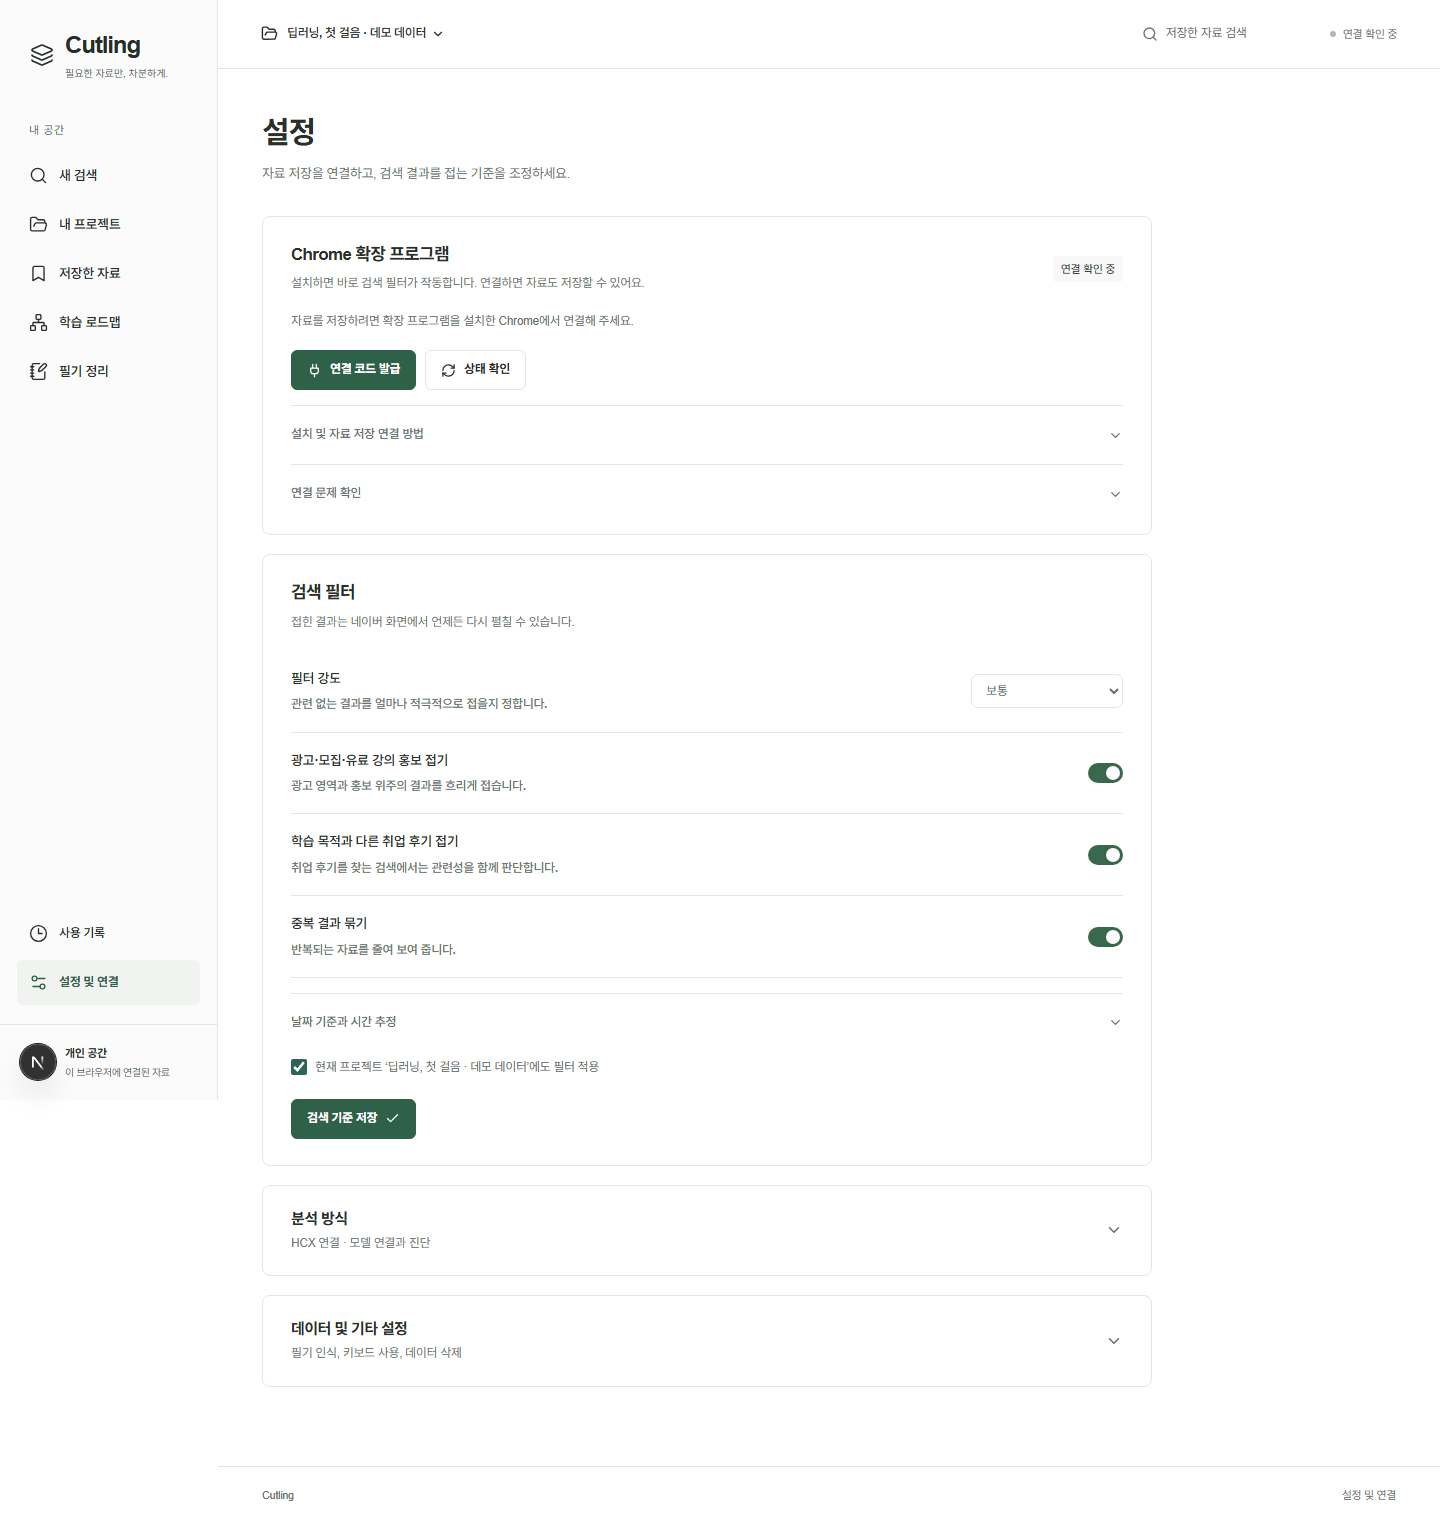 Cutling
필요한 자료만, 차분하게.
내 공간
새 검색
내 프로젝트
저장한 자료
학습 로드맵
필기 정리
사용 기록
설정 및 연결
N
개인 공간
이 브라우저에 연결된 자료
딥러닝, 첫 걸음 · 데모 데이터
저장한 자료 검색
연결 확인 중
설정
자료 저장을 연결하고, 검색 결과를 접는 기준을 조정하세요.
Chrome 확장 프로그램
설치하면 바로 검색 필터가 작동합니다. 연결하면 자료도 저장할 수 있어요.
연결 확인 중
자료를 저장하려면 확장 프로그램을 설치한 Chrome에서 연결해 주세요.
연결 코드 발급
상태 확인
설치 및 자료 저장 연결 방법
연결 문제 확인
검색 필터
접힌 결과는 네이버 화면에서 언제든 다시 펼칠 수 있습니다.
필터 강도
관련 없는 결과를 얼마나 적극적으로 접을지 정합니다.
보통
광고·모집·유료 강의 홍보 접기
광고 영역과 홍보 위주의 결과를 흐리게 접습니다.
학습 목적과 다른 취업 후기 접기
취업 후기를 찾는 검색에서는 관련성을 함께 판단합니다.
중복 결과 묶기
반복되는 자료를 줄여 보여 줍니다.
날짜 기준과 시간 추정
현재 프로젝트 ‘딥러닝, 첫 걸음 · 데모 데이터’에도 필터 적용
검색 기준 저장
분석 방식
HCX 연결 · 모델 연결과 진단
데이터 및 기타 설정
필기 인식, 키보드 사용, 데이터 삭제
Cutling
설정 및 연결